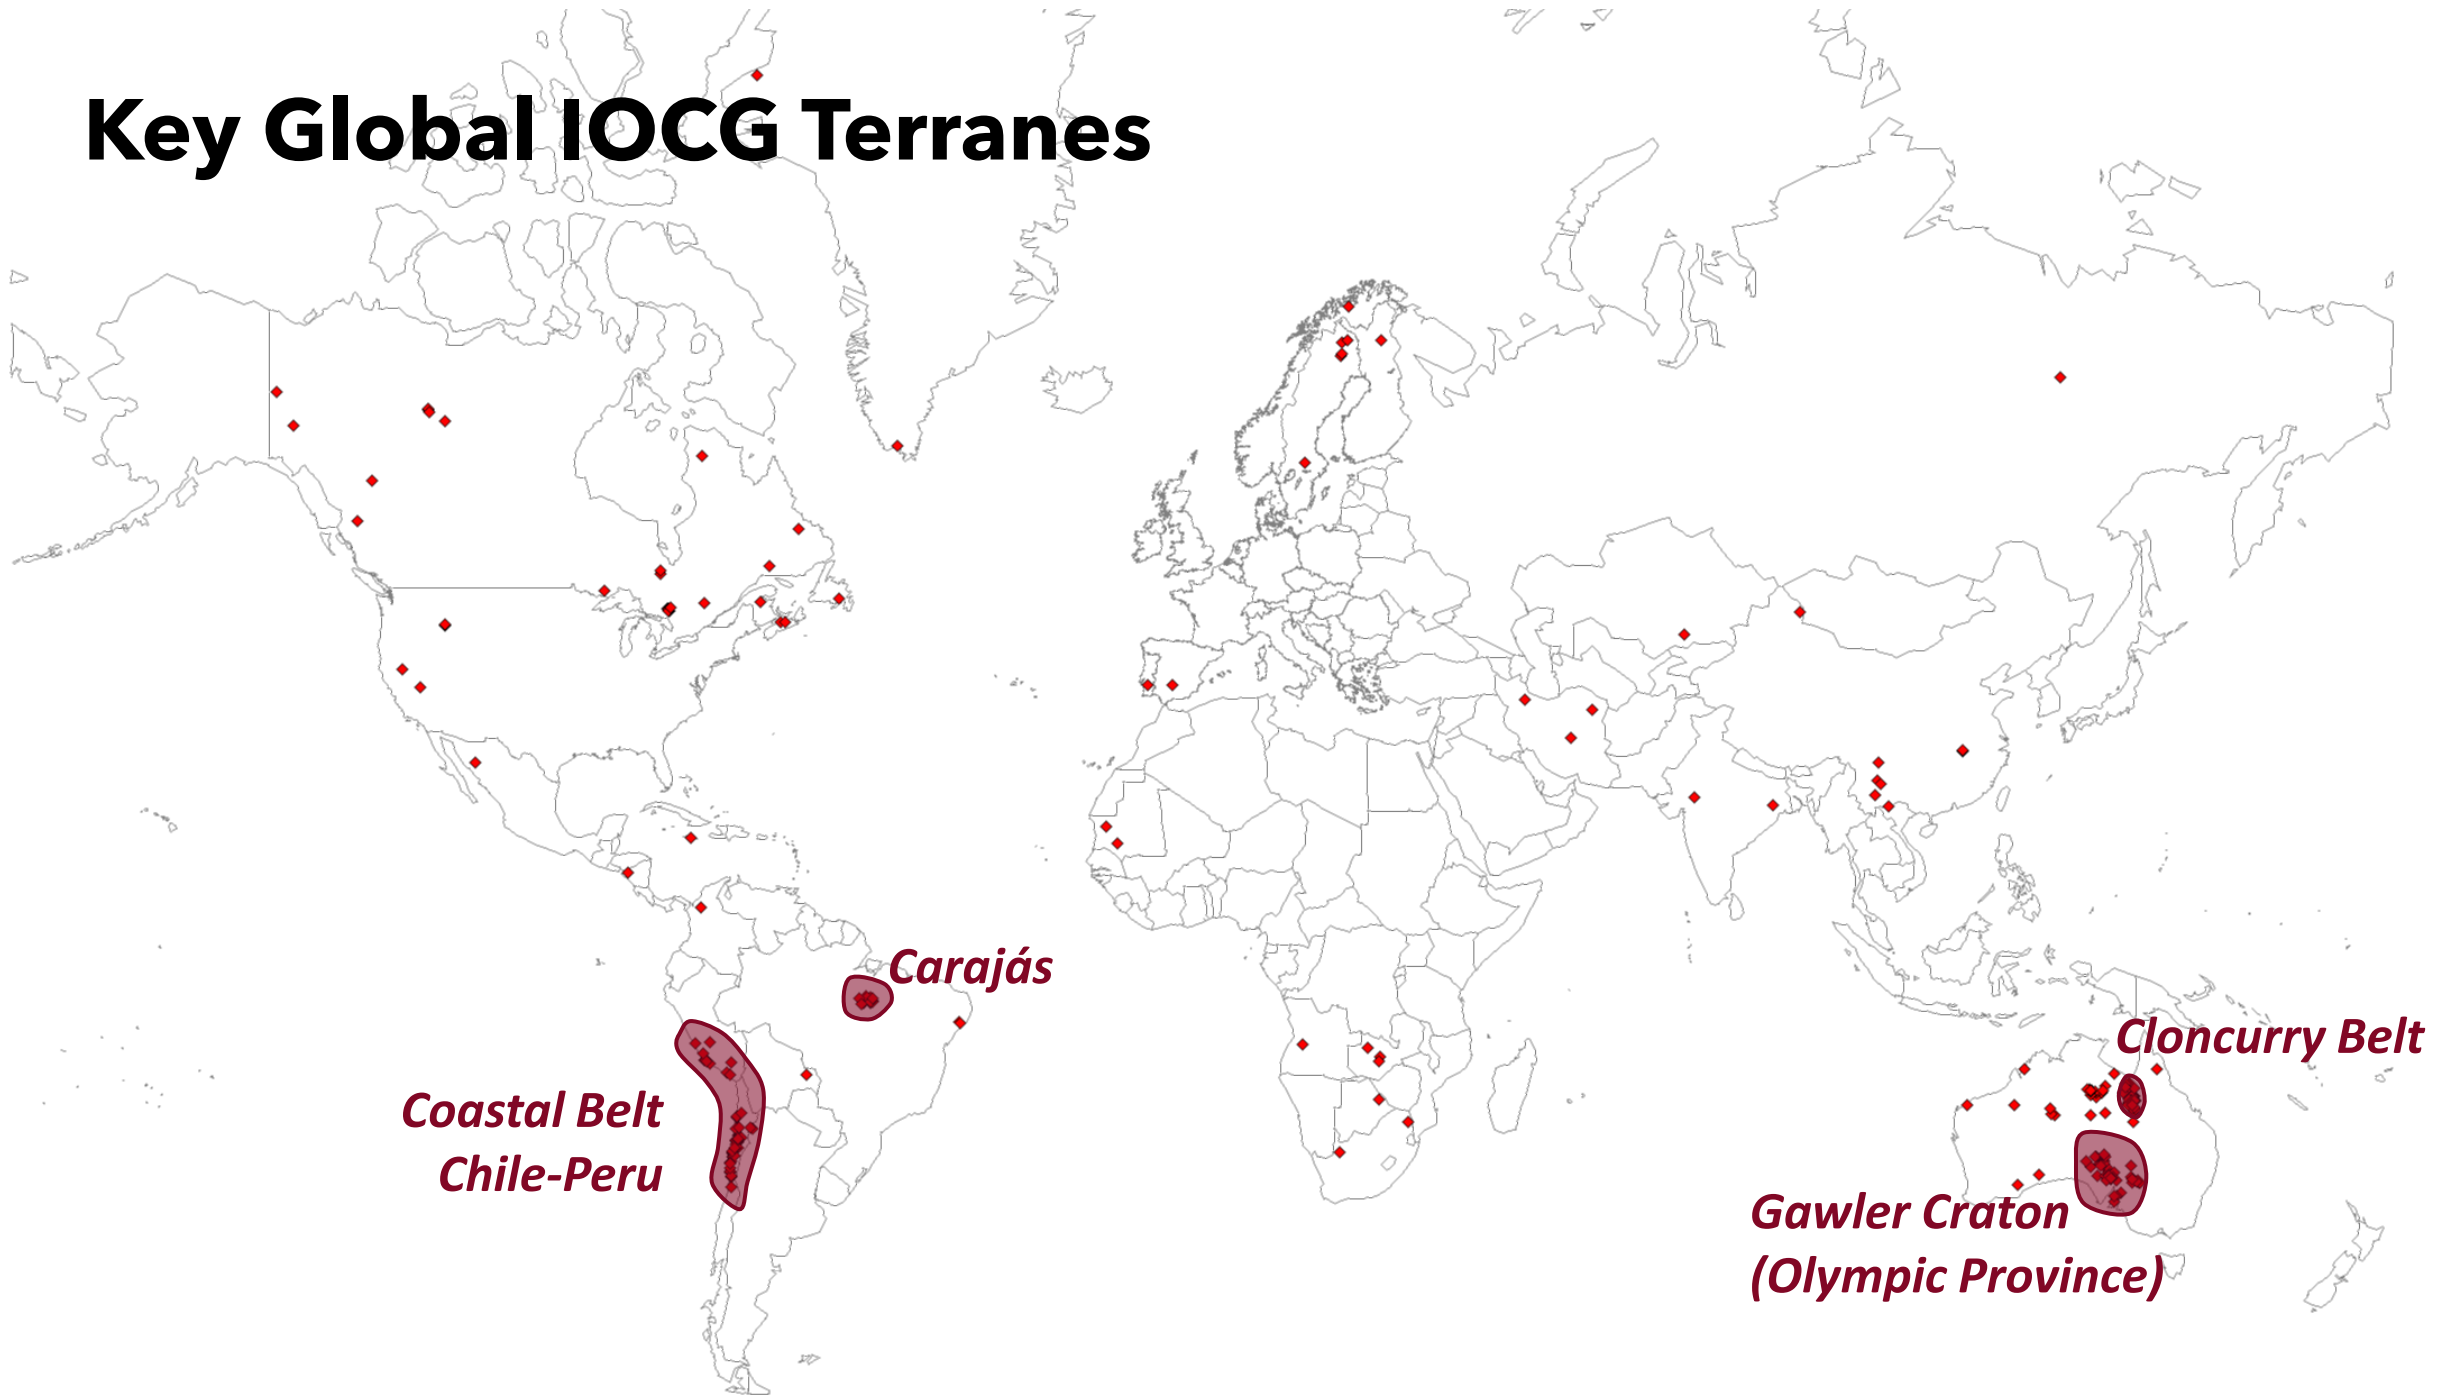 Key Global IOCG Terranes
Carajás
Cloncurry Belt
Coastal Belt
Chile-Peru
Gawler Craton
(Olympic Province)